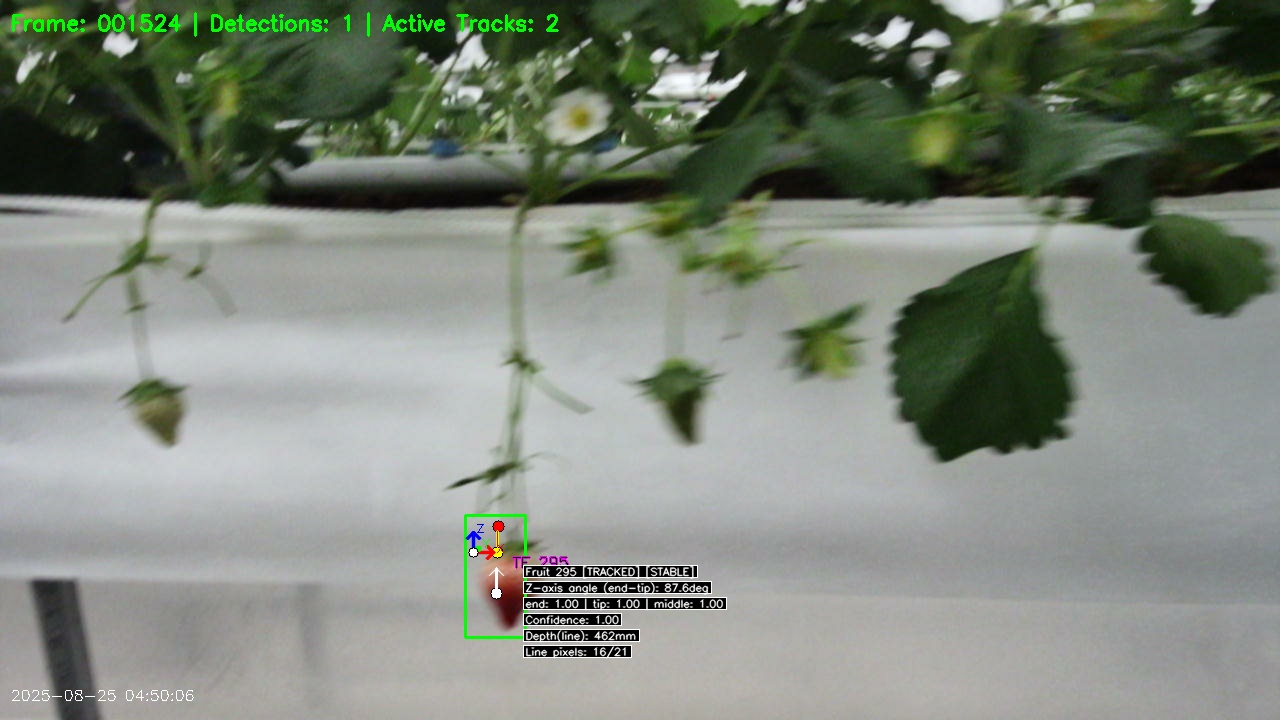 Frame: 001524 | Detections: 1 | Active Tracks: 2
Z
TF 295
Fruit 295 [TRACKED] [STABLE]
Z-axis angle (end-tip): 87.6deg
end: 1.00 | tip: 1.00 | middle: 1.00
Confidence: 1.00
Depth(line): 462mm
Line pixels: 16/21
2025-08-25 04:50:06